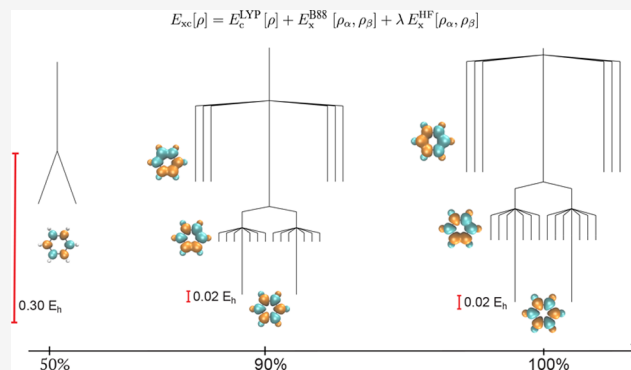 E_xc[ρ] = E_c^LYP [ρ] + E_x^B88 [ρ_α, ρ_β] + λ E_x^HF[ρ_α, ρ_β]
0.30 E_h
0.02 E_h
0.02 E_h
50%
90%
100%